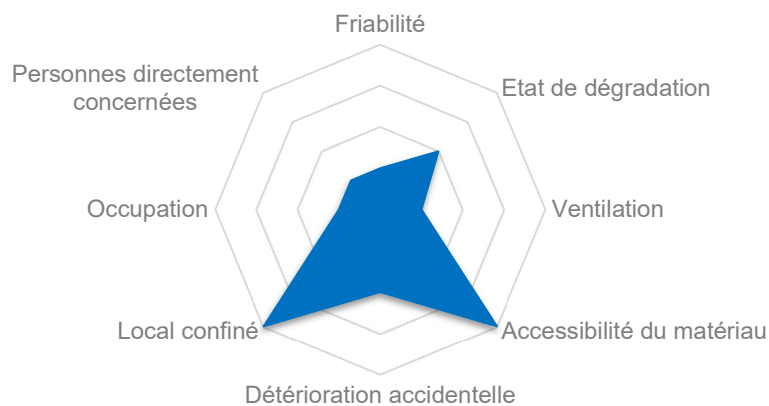 Friabilité
Personnes directement
concernées
Etat de dégradation
Occupation
Ventilation
Local confiné
Accessibilité du matériau
Détérioration accidentelle